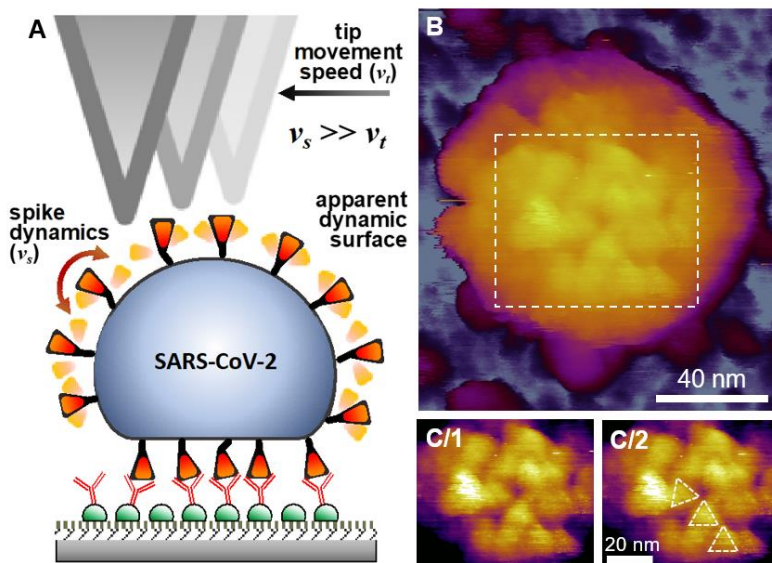 A
tip
movement
speed (vt)
vs >> vt
spike
dynamics
(vs)
apparent
dynamic
surface
SARS-CoV-2
B
40 nm
C/1
C/2
20 nm